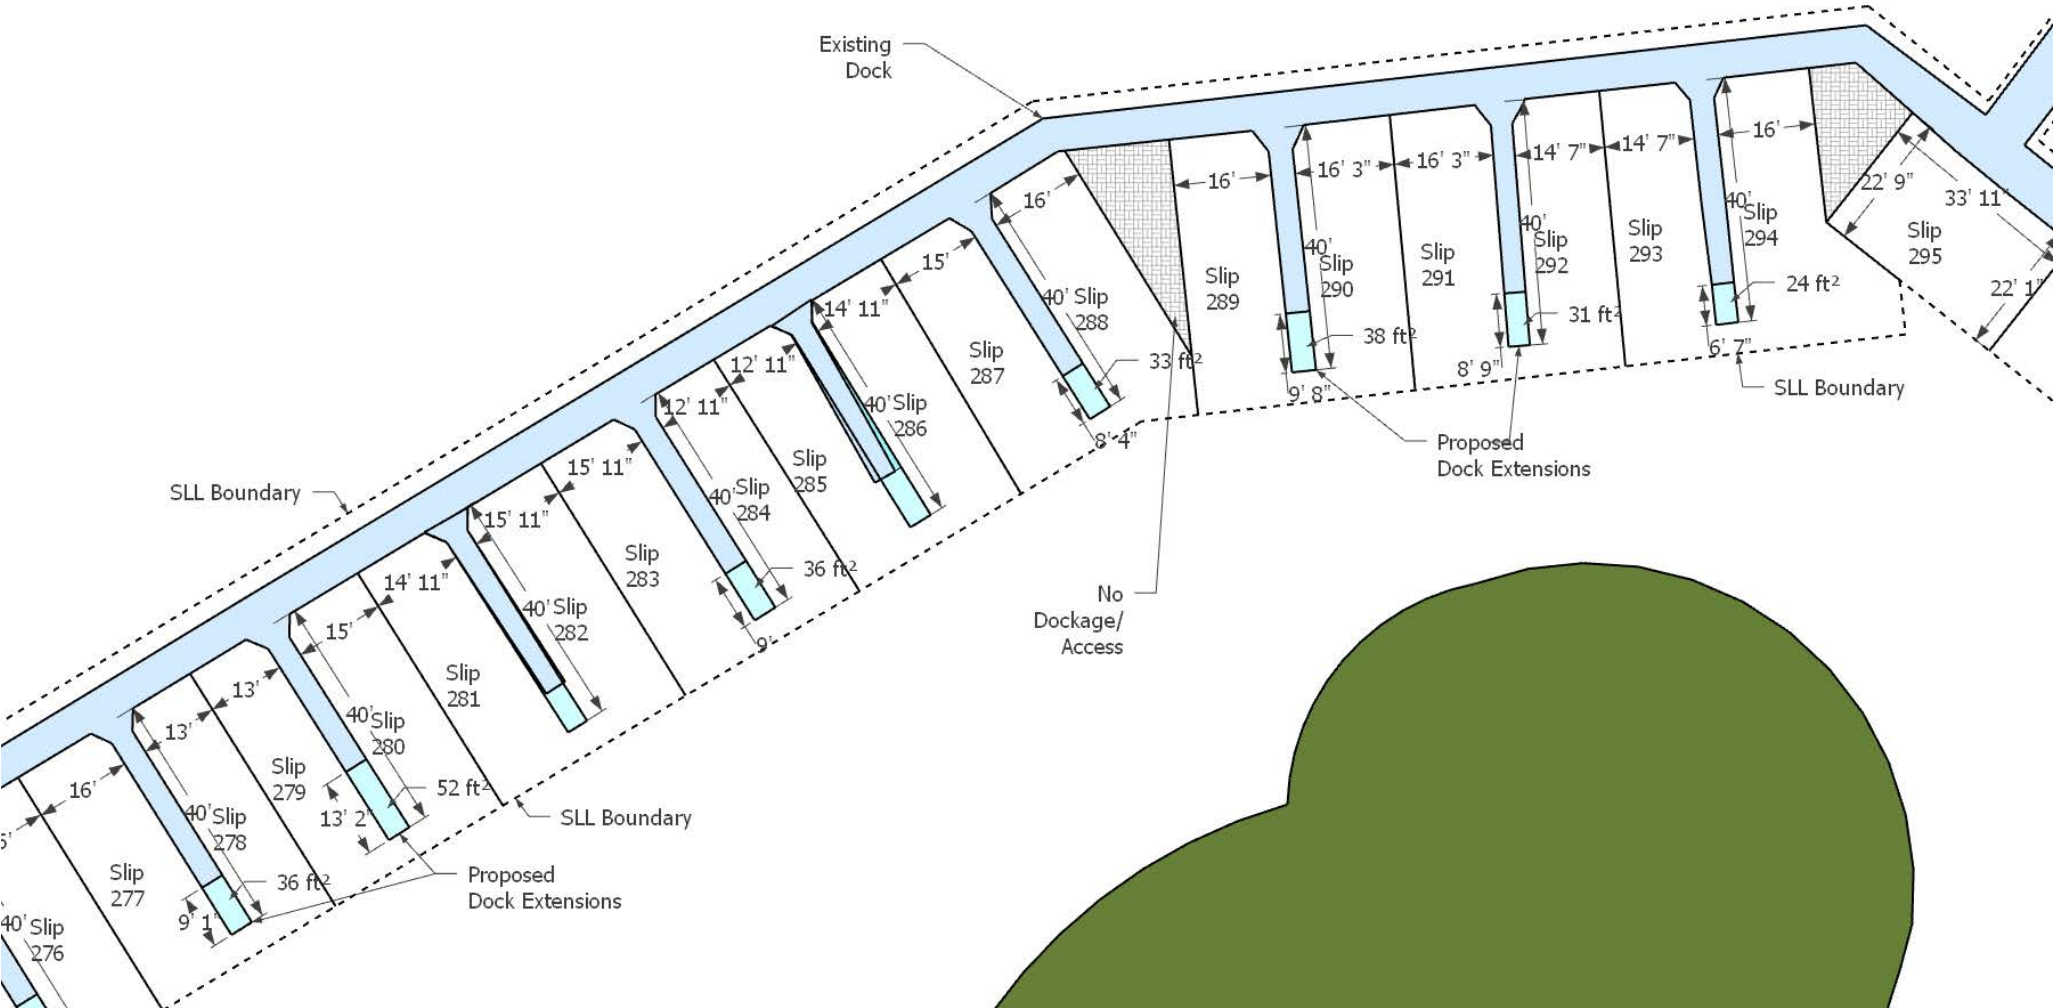 Existing
Dock
16'
16'
16' 3"
16' 3"
14' 7"
14' 7"
16'
22' 9"
33' 11"
40'
Slip
294
Slip
295
40'
Slip
292
Slip
293
40'
Slip
290
Slip
291
Slip
289
15'
14' 11"
40'
Slip
288
24 ft²
22' 1"
31 ft²
38 ft²
6' 7"
8' 9"
9' 8"
SLL Boundary
33 ft²
Slip
287
12' 11"
12' 11"
40'
Slip
286
8' 4"
Proposed
Dock Extensions
15' 11"
15' 11"
Slip
285
40'
Slip
284
SLL Boundary
Slip
283
36 ft²
9'
14' 11"
15'
40'
Slip
282
No
Dockage/
Access
Slip
281
13'
13'
40'
Slip
280
Slip
279
52 ft²
13' 2"
SLL Boundary
16'
40'
Slip
278
Slip
277
36 ft²
9' 1"
Proposed
Dock Extensions
40'
Slip
276